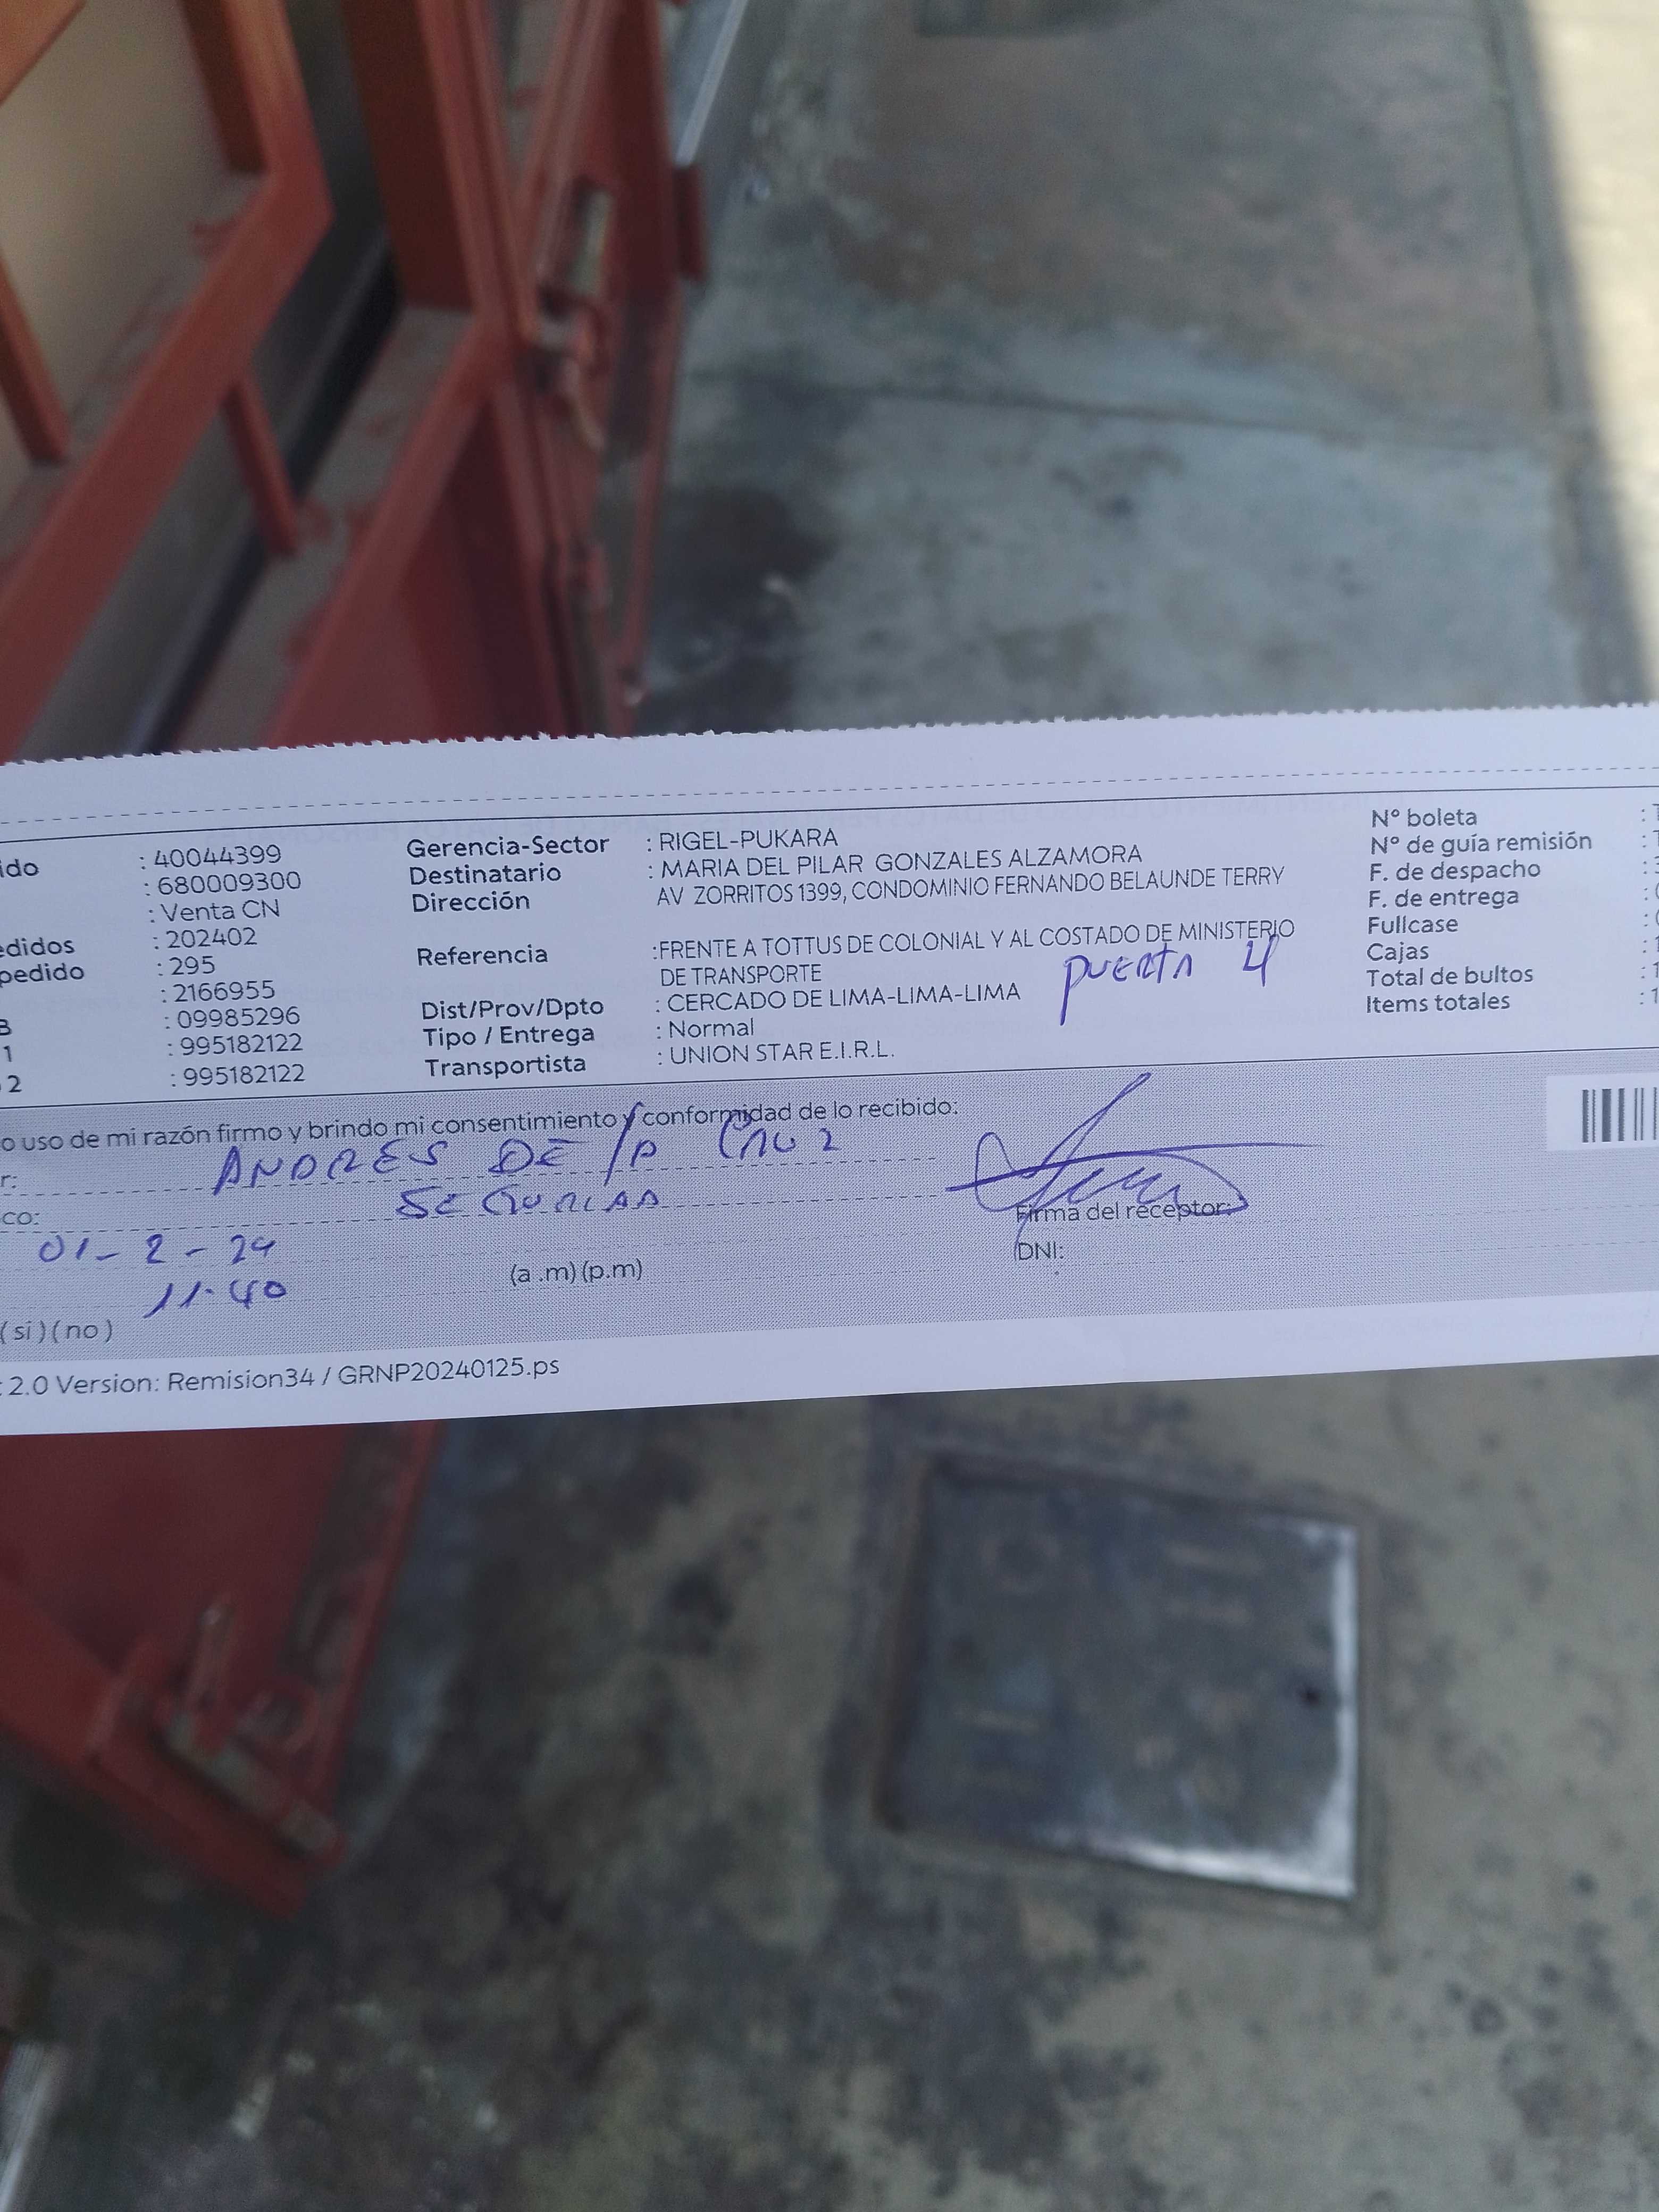 ido : 40044399
: 680009300
: Venta CN
edidos : 202402
pedido : 295
: 2166955
B : 09985296
1 : 995182122
2 : 995182122
Gerencia-Sector : RIGEL-PUKARA
Destinatario : MARIA DEL PILAR GONZALES ALZAMORA
Dirección AV ZORRITOS 1399, CONDOMINIO FERNANDO BELAUNDE TERRY
Referencia :FRENTE A TOTTUS DE COLONIAL Y AL COSTADO DE MINISTERIO
DE TRANSPORTE
PUERTA 4
Dist/Prov/Dpto : CERCADO DE LIMA-LIMA-LIMA
Tipo / Entrega : Normal
Transportista : UNION STAR E.I.R.L.
N° boleta :
N° de guía remisión :
F. de despacho :
F. de entrega :
Fullcase :
Cajas :
Total de bultos : 1
Items totales : 1
o uso de mi razón firmo y brindo mi consentimiento y conformidad de lo recibido:
r: ANDRES DE la CRUZ
co: SEGURIDAD
01-2-24
11.40 (a .m) (p.m)
Firma del receptor:
DNI:
( si ) ( no )
: 2.0 Version: Remision34 / GRNP20240125.ps